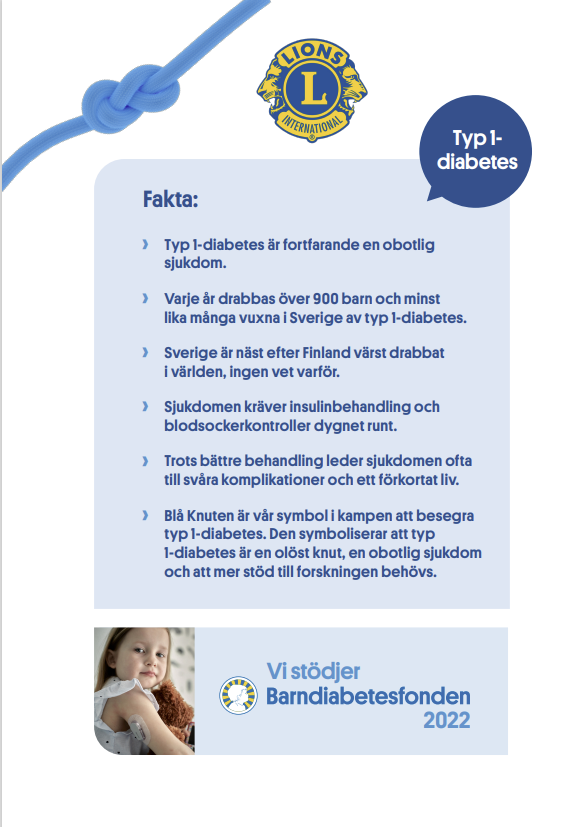 LIONS
L
INTERNATIONAL
®
Typ 1-
diabetes
Fakta:
Typ 1-diabetes är fortfarande en obotlig
sjukdom.
Varje år drabbas över 900 barn och minst
lika många vuxna i Sverige av typ 1-diabetes.
Sverige är näst efter Finland värst drabbat
i världen, ingen vet varför.
Sjukdomen kräver insulinbehandling och
blodsockerkontroller dygnet runt.
Trots bättre behandling leder sjukdomen ofta
till svåra komplikationer och ett förkortat liv.
Blå Knuten är vår symbol i kampen att besegra
typ 1-diabetes. Den symboliserar att typ
1-diabetes är en olöst knut, en obotlig sjukdom
och att mer stöd till forskningen behövs.
Vi stödjer
Barndiabetesfonden
2022